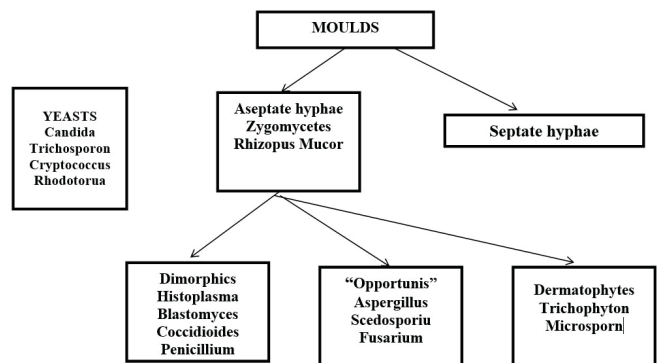 MOULDS
YEASTS
Candida
Trichosporon
Cryptococcus
Rhodotorua
Aseptate hyphae
Zygomycetes
Rhizopus Mucor
Septate hyphae
Dimorphics
Histoplasma
Blastomyces
Coccidioides
Penicillium
“Opportunis”
Aspergillus
Scedosporiu
Fusarium
Dermatophytes
Trichophyton
Microsporn